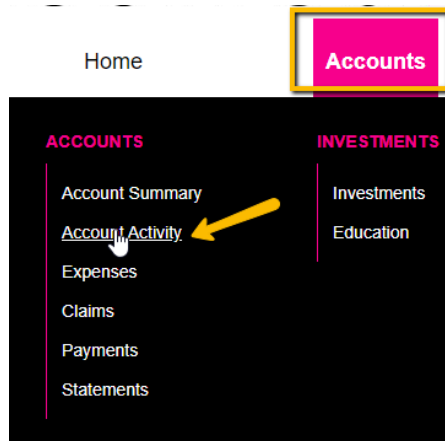 Home
Accounts
ACCOUNTS
Account Summary
Account Activity
Expenses
Claims
Payments
Statements
INVESTMENTS
Investments
Education